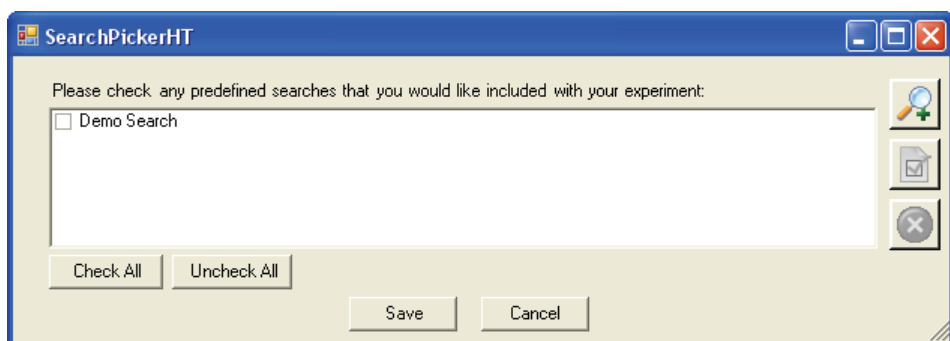 SearchPickerHT
Please check any predefined searches that you would like included with your experiment:
Demo Search
Check All Uncheck All
Save Cancel